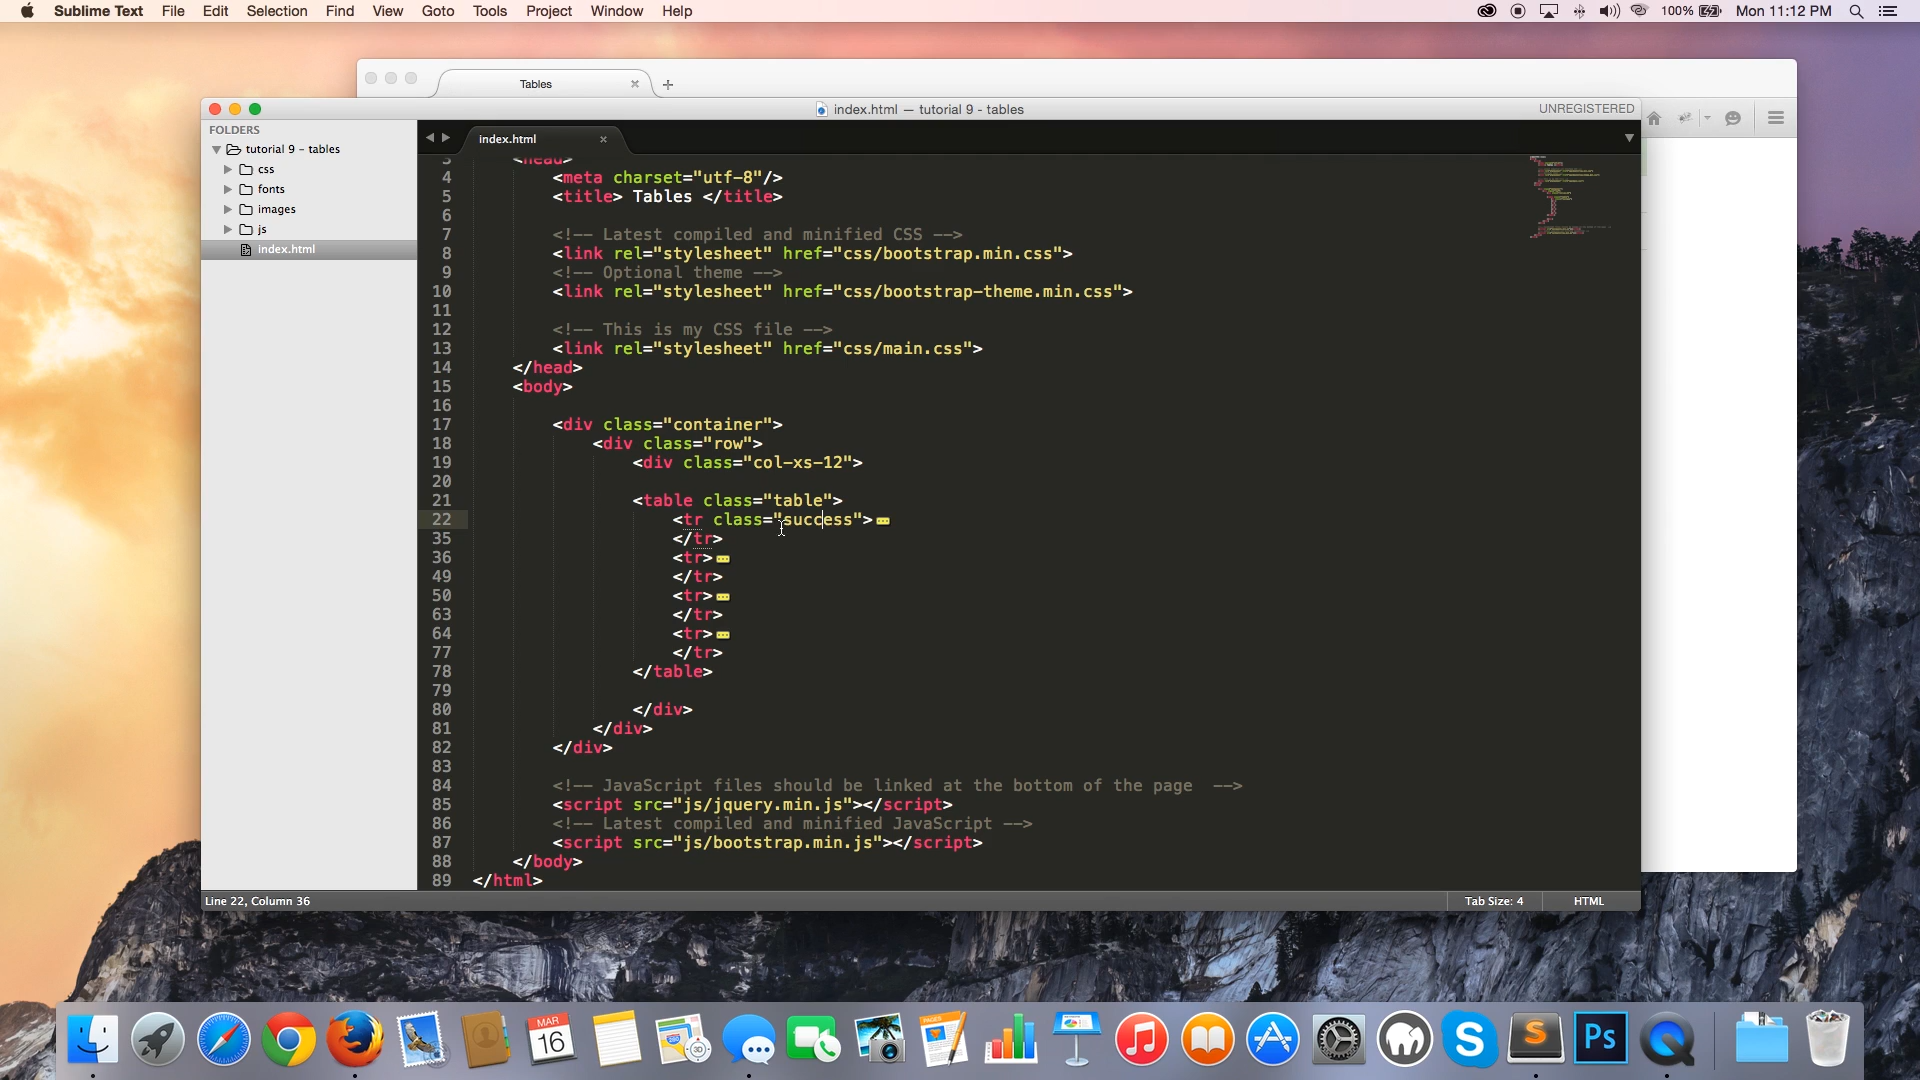 Sublime Text File Edit Selection Find View Goto Tools Project Window Help 100% Mon 11:12 PM
Tables
index.html — tutorial 9 - tables UNREGISTERED
FOLDERS
tutorial 9 - tables
css
fonts
images
js
index.html
index.html
3 <head>
4 <meta charset="utf-8"/>
5 <title> Tables </title>
6
7 <!-- Latest compiled and minified CSS -->
8 <link rel="stylesheet" href="css/bootstrap.min.css">
9 <!-- Optional theme -->
10 <link rel="stylesheet" href="css/bootstrap-theme.min.css">
11
12 <!-- This is my CSS file -->
13 <link rel="stylesheet" href="css/main.css">
14 </head>
15 <body>
16
17 <div class="container">
18 <div class="row">
19 <div class="col-xs-12">
20
21 <table class="table">
22 <tr class="success">
35 </tr>
36 <tr>
49 </tr>
50 <tr>
63 </tr>
64 <tr>
77 </tr>
78 </table>
79
80 </div>
81 </div>
82 </div>
83
84 <!-- JavaScript files should be linked at the bottom of the page -->
85 <script src="js/jquery.min.js"></script>
86 <!-- Latest compiled and minified JavaScript -->
87 <script src="js/bootstrap.min.js"></script>
88 </body>
89 </html>
Line 22, Column 36 Tab Size: 4 HTML
MAR
16
3D
PAGES
S
S
Ps